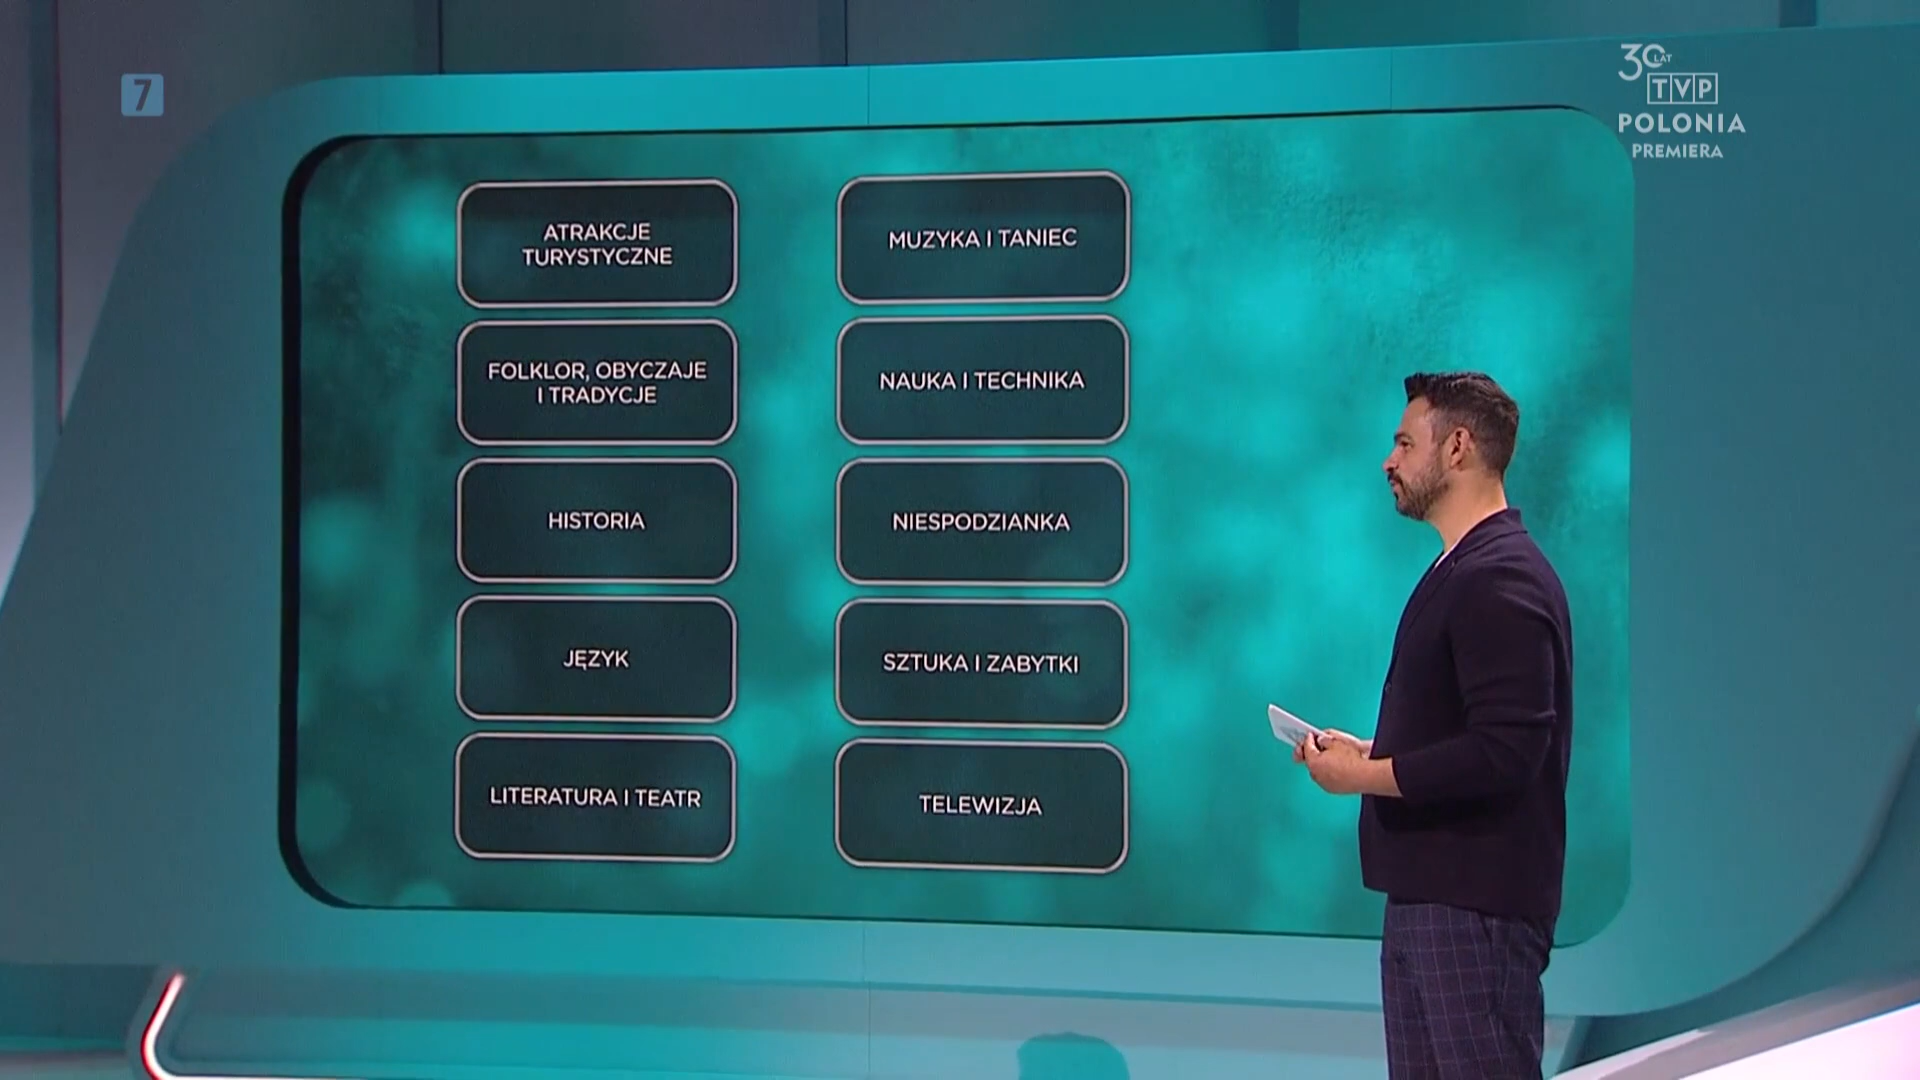 7
30 LAT
TVP
POLONIA
PREMIERA
ATRAKCJE
TURYSTYCZNE
FOLKLOR, OBYCZAJE
I TRADYCJE
HISTORIA
JĘZYK
LITERATURA I TEATR
MUZYKA I TANIEC
NAUKA I TECHNIKA
NIESPODZIANKA
SZTUKA I ZABYTKI
TELEWIZJA